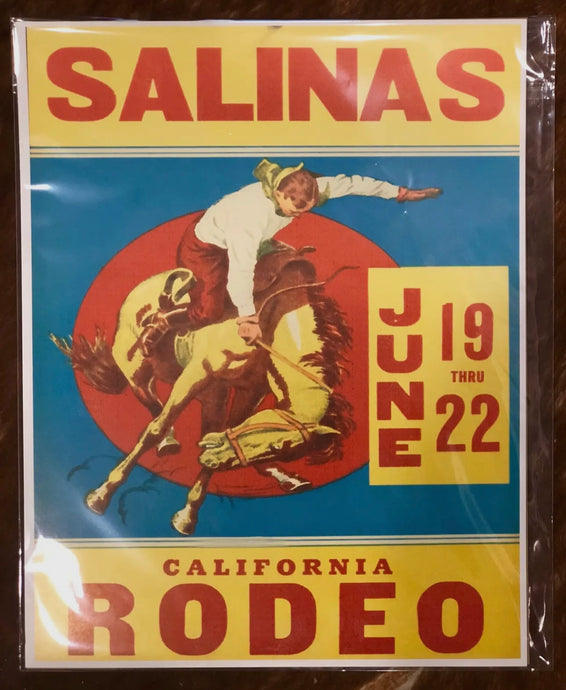 SALINAS
JUNE
19
THRU
22
CALIFORNIA
RODEO